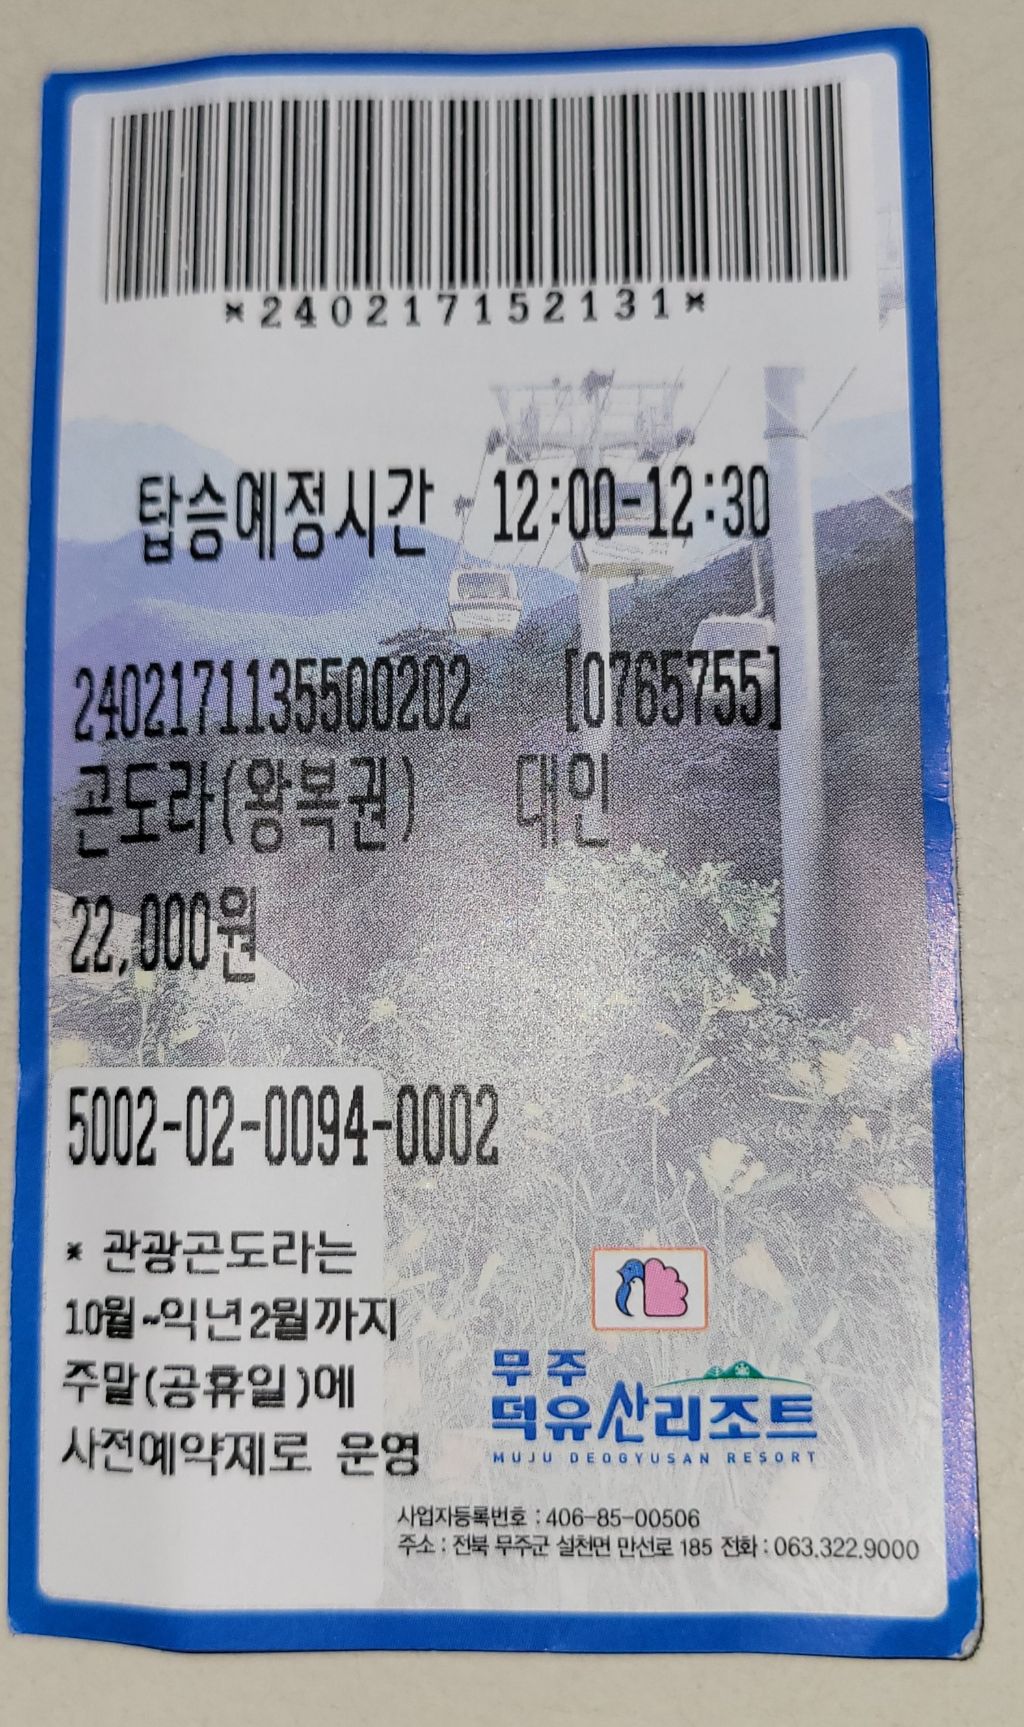 *240217152131*
탑승예정시간 12:00-12:30
2402171135500202 [0765755]
곤도라(왕복권) 대인
22,000원
5002-02-0094-0002
* 관광곤도라는
10월~익년2월까지
주말(공휴일)에
사전예약제로 운영
무주
덕유산리조트
MUJU DEOGYUSAN RESORT
사업자등록번호 : 406-85-00506
주소 : 전북 무주군 설천면 만선로 185 전화 : 063.322.9000